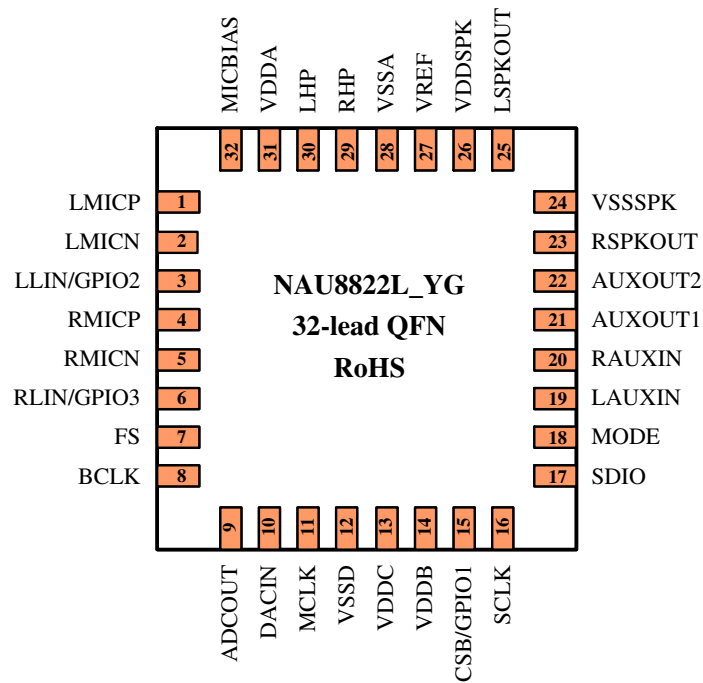 MICBIAS
VDDA
LHP
RHP
VSSA
VREF
VDDSPK
LSPKOUT
32
31
30
29
28
27
26
25
LMICP 1
LMICN 2
LLIN/GPIO2 3
RMICP 4
RMICN 5
RLIN/GPIO3 6
FS 7
BCLK 8
NAU8822L_YG
32-lead QFN
RoHS
24 VSSSPK
23 RSPKOUT
22 AUXOUT2
21 AUXOUT1
20 RAUXIN
19 LAUXIN
18 MODE
17 SDIO
9
10
11
12
13
14
15
16
ADCOUT
DACIN
MCLK
VSSD
VDDC
VDDB
CSB/GPIO1
SCLK